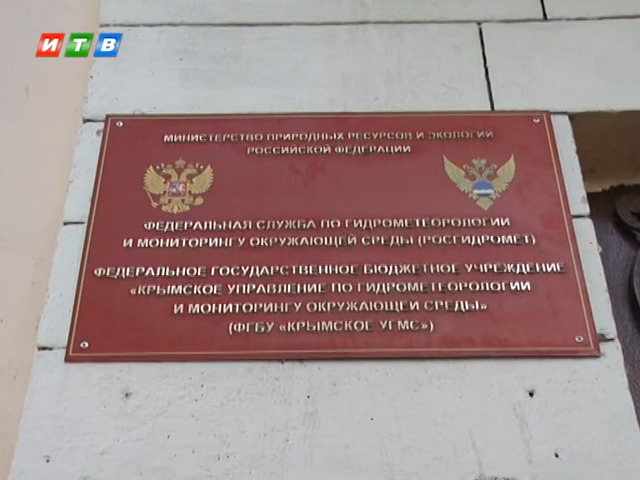 ИТВ
МИНИСТЕРСТВО ПРИРОДНЫХ РЕСУРСОВ И ЭКОЛОГИИ
РОССИЙСКОЙ ФЕДЕРАЦИИ
ФЕДЕРАЛЬНАЯ СЛУЖБА ПО ГИДРОМЕТЕОРОЛОГИИ
И МОНИТОРИНГУ ОКРУЖАЮЩЕЙ СРЕДЫ (РОСГИДРОМЕТ)
ФЕДЕРАЛЬНОЕ ГОСУДАРСТВЕННОЕ БЮДЖЕТНОЕ УЧРЕЖДЕНИЕ
«КРЫМСКОЕ УПРАВЛЕНИЕ ПО ГИДРОМЕТЕОРОЛОГИИ
И МОНИТОРИНГУ ОКРУЖАЮЩЕЙ СРЕДЫ»
(ФГБУ «КРЫМСКОЕ УГМС»)